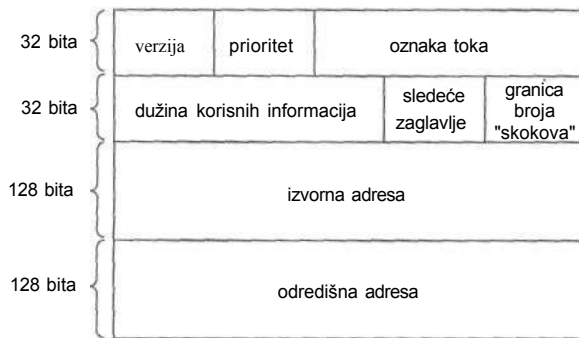 32 bita
verzija
prioritet
oznaka toka
32 bita
dužina korisnih informacija
sledeće
zaglavlje
granica
broja
"skokova"
128 bita
izvorna adresa
128 bita
odredišna adresa